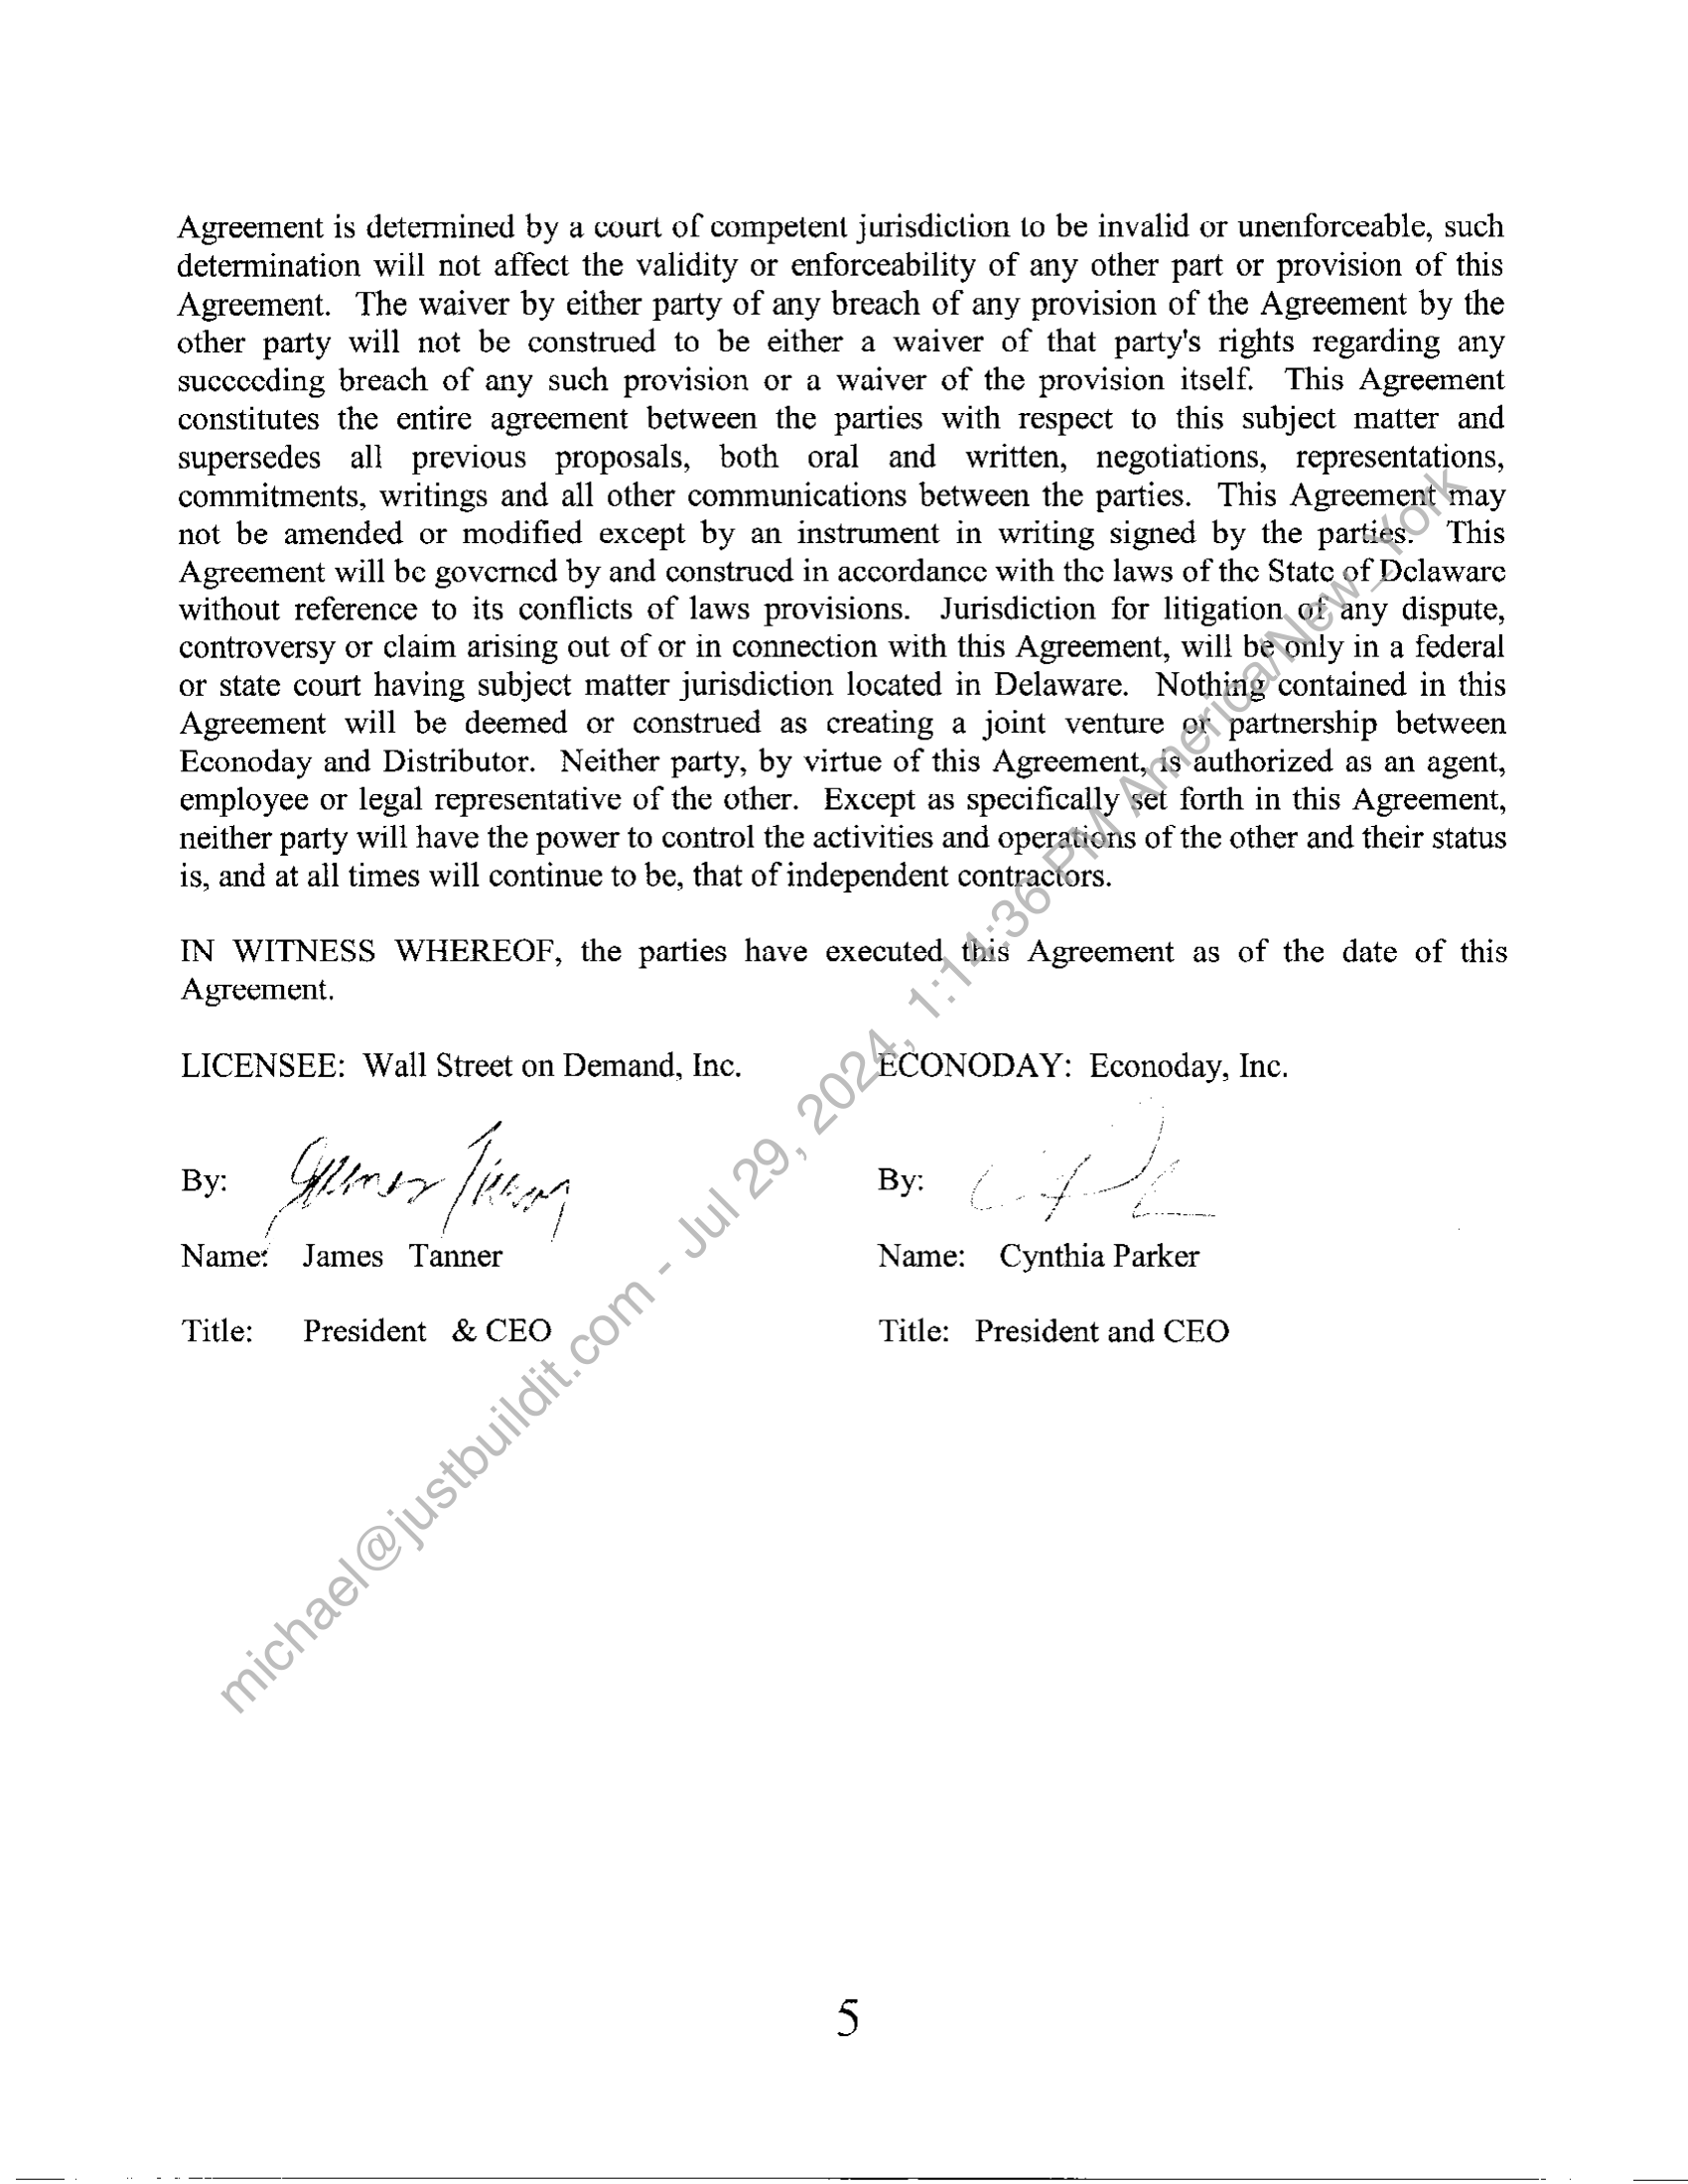 Agreement is determined by a court of competent jurisdiction to be invalid or unenforceable, such
determination will not affect the validity or enforceability of any other part or provision of this
Agreement. The waiver by either party of any breach of any provision of the Agreement by the
other party will not be construed to be either a waiver of that party's rights regarding any
succeeding breach of any such provision or a waiver of the provision itself. This Agreement
constitutes the entire agreement between the parties with respect to this subject matter and
supersedes all previous proposals, both oral and written, negotiations, representations,
commitments, writings and all other communications between the parties. This Agreement may
not be amended or modified except by an instrument in writing signed by the parties. This
Agreement will be governed by and construed in accordance with the laws of the State of Delaware
without reference to its conflicts of laws provisions. Jurisdiction for litigation of any dispute,
controversy or claim arising out of or in connection with this Agreement, will be only in a federal
or state court having subject matter jurisdiction located in Delaware. Nothing contained in this
Agreement will be deemed or construed as creating a joint venture or partnership between
Econoday and Distributor. Neither party, by virtue of this Agreement, is authorized as an agent,
employee or legal representative of the other. Except as specifically set forth in this Agreement,
neither party will have the power to control the activities and operations of the other and their status
is, and at all times will continue to be, that of independent contractors.
IN WITNESS WHEREOF, the parties have executed this Agreement as of the date of this
Agreement.
LICENSEE: Wall Street on Demand, Inc. ECONODAY: Econoday, Inc.
By: By:
Name: James Tanner Name: Cynthia Parker
Title: President & CEO Title: President and CEO
michael@justbuildit.com - Jul 29, 2024, 1:14:36 PM America/New_York
5